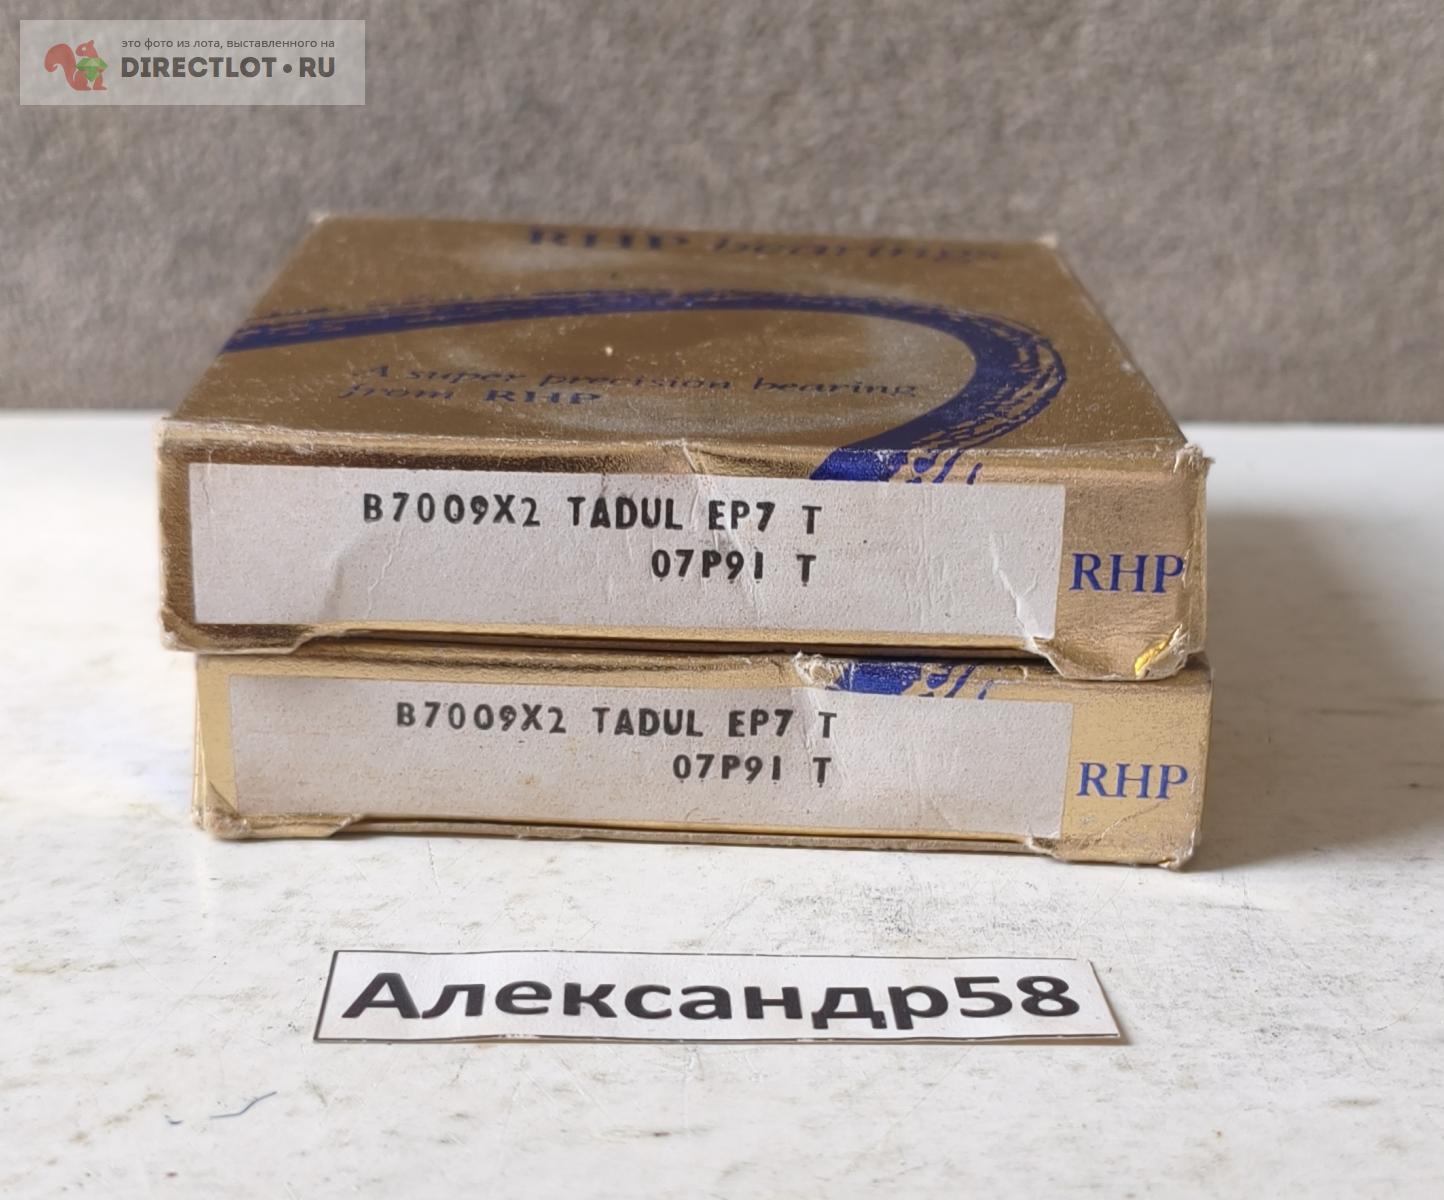 это фото из лота, выставленного на
DIRECTLOT•RU
RHP bearings
A super precision bearing
from RHP
B7009X2 TADUL EP7 T
07P91 T
RHP
B7009X2 TADUL EP7 T
07P91 T
RHP
Александр58